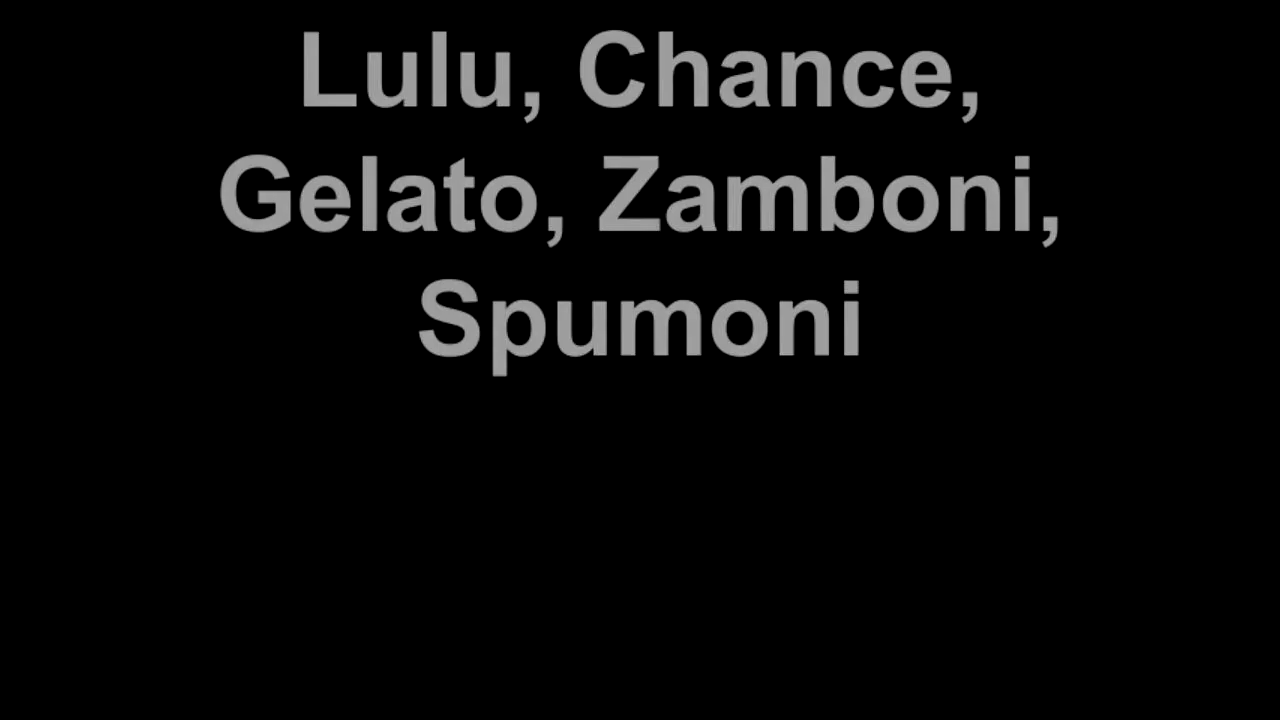 Lulu, Chance,
Gelato, Zamboni,
Spumoni